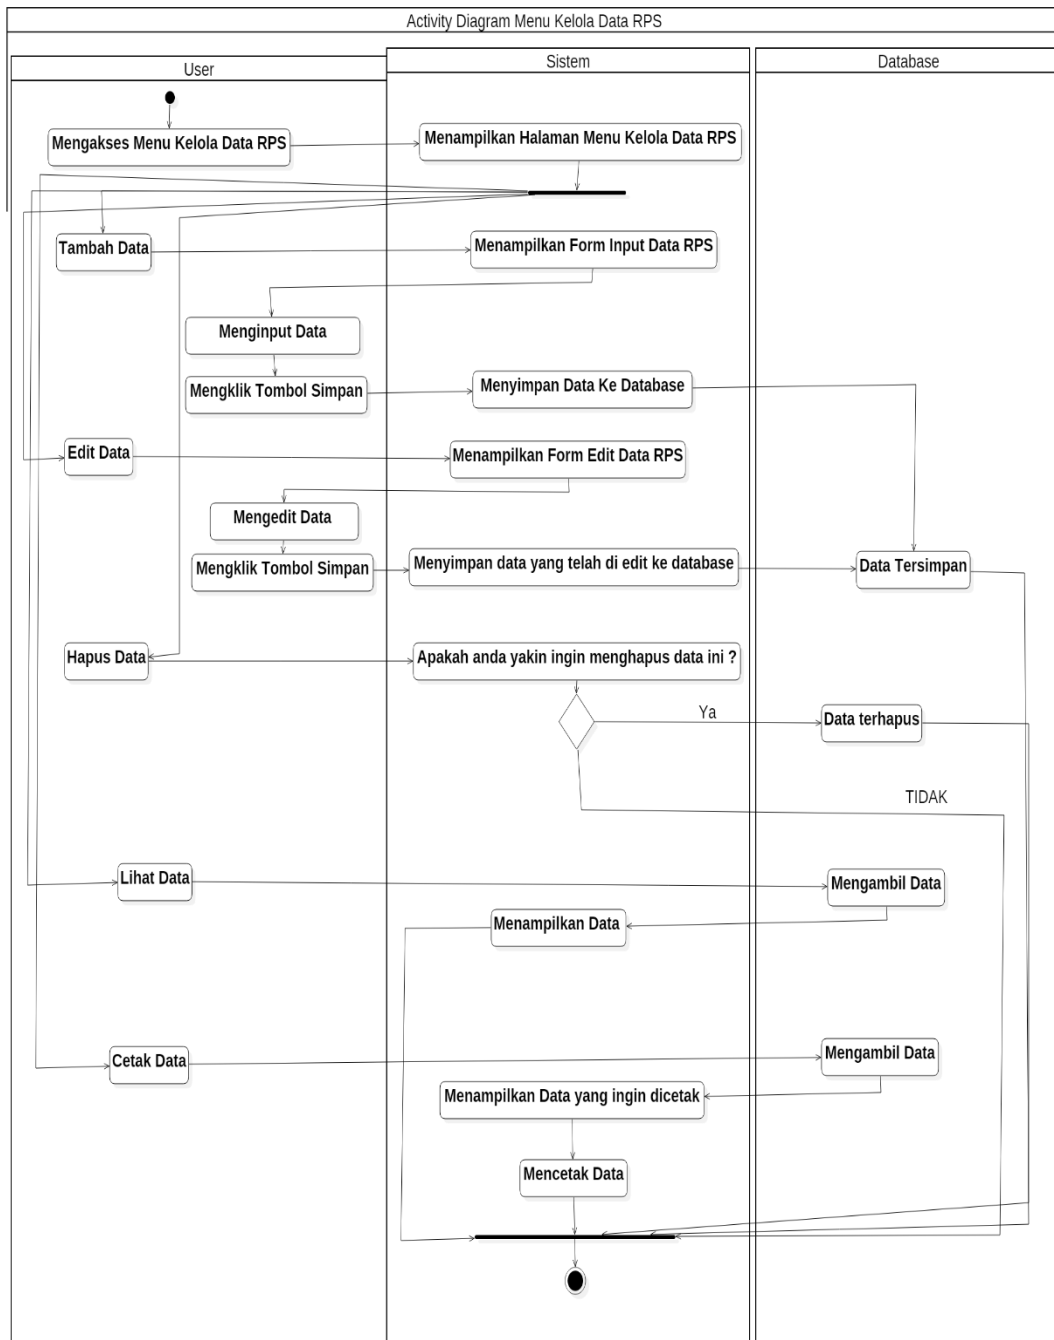 Activity Diagram Menu Kelola Data RPS
User
Sistem
Database
Mengakses Menu Kelola Data RPS
Menampilkan Halaman Menu Kelola Data RPS
Tambah Data
Menampilkan Form Input Data RPS
Menginput Data
Mengklik Tombol Simpan
Menyimpan Data Ke Database
Edit Data
Menampilkan Form Edit Data RPS
Mengedit Data
Mengklik Tombol Simpan
Menyimpan data yang telah di edit ke database
Data Tersimpan
Hapus Data
Apakah anda yakin ingin menghapus data ini ?
Ya
Data terhapus
TIDAK
Lihat Data
Mengambil Data
Menampilkan Data
Cetak Data
Mengambil Data
Menampilkan Data yang ingin dicetak
Mencetak Data